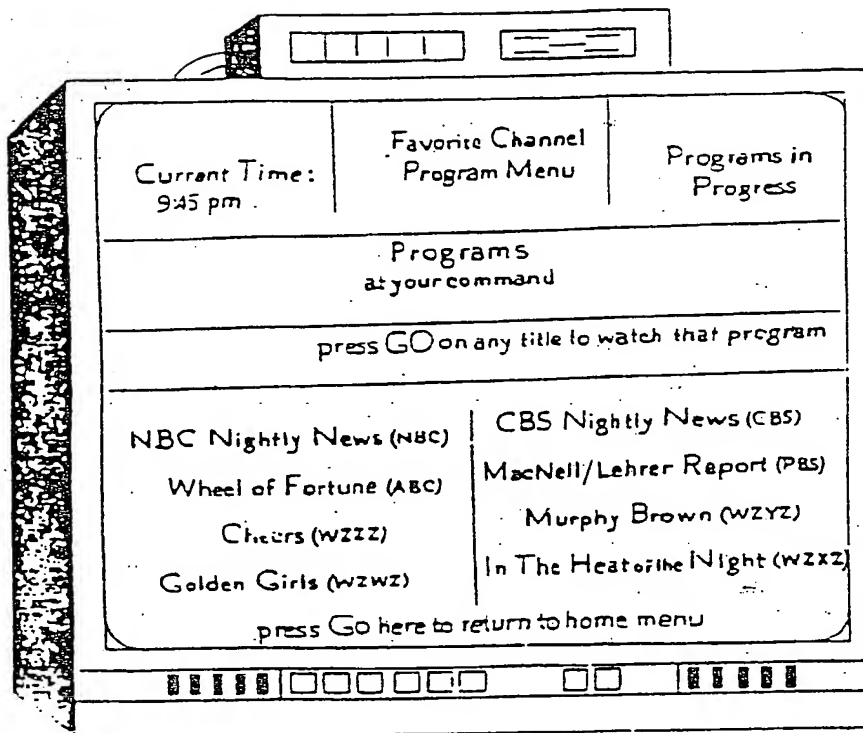 Current Time:
9:45 pm
Favorite Channel
Program Menu
Programs in
Progress
Programs
at your command
press GO on any title to watch that program
NBC Nightly News (NBC)
Wheel of Fortune (ABC)
Cheers (WZZZ)
Golden Girls (WZWZ)
CBS Nightly News (CBS)
MacNeil/Lehrer Report (PBS)
Murphy Brown (WZYZ)
In The Heat of the Night (WZXZ)
press Go here to return to home menu